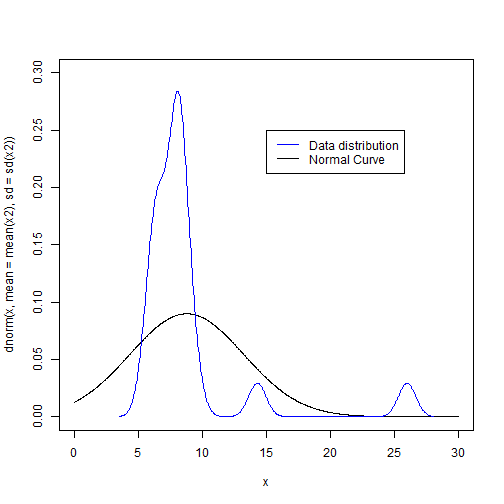 dnorm(x, mean = mean(x2), sd = sd(x2))
0.30
0.25
0.20
0.15
0.10
0.05
0.00
Data distribution
Normal Curve
0 5 10 15 20 25 30
x